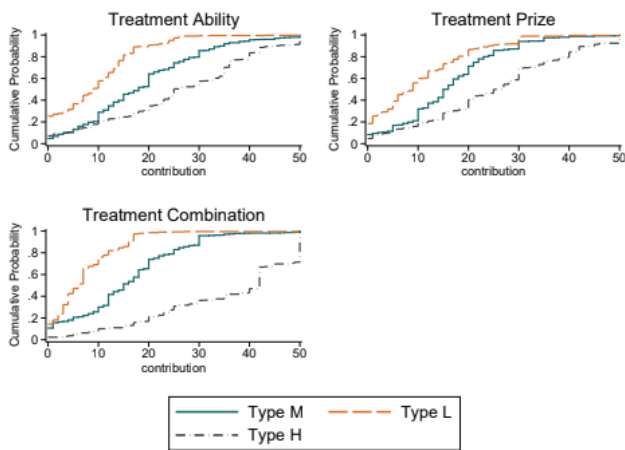 Treatment Ability
Cumulative Probability
1
.8
.6
.4
.2
0
0 10 20 30 40 50
contribution
Treatment Prize
Cumulative Probability
1
.8
.6
.4
.2
0
0 10 20 30 40 50
contribution
Treatment Combination
Cumulative Probability
1
.8
.6
.4
.2
0
0 10 20 30 40 50
contribution
Type M Type L
Type H